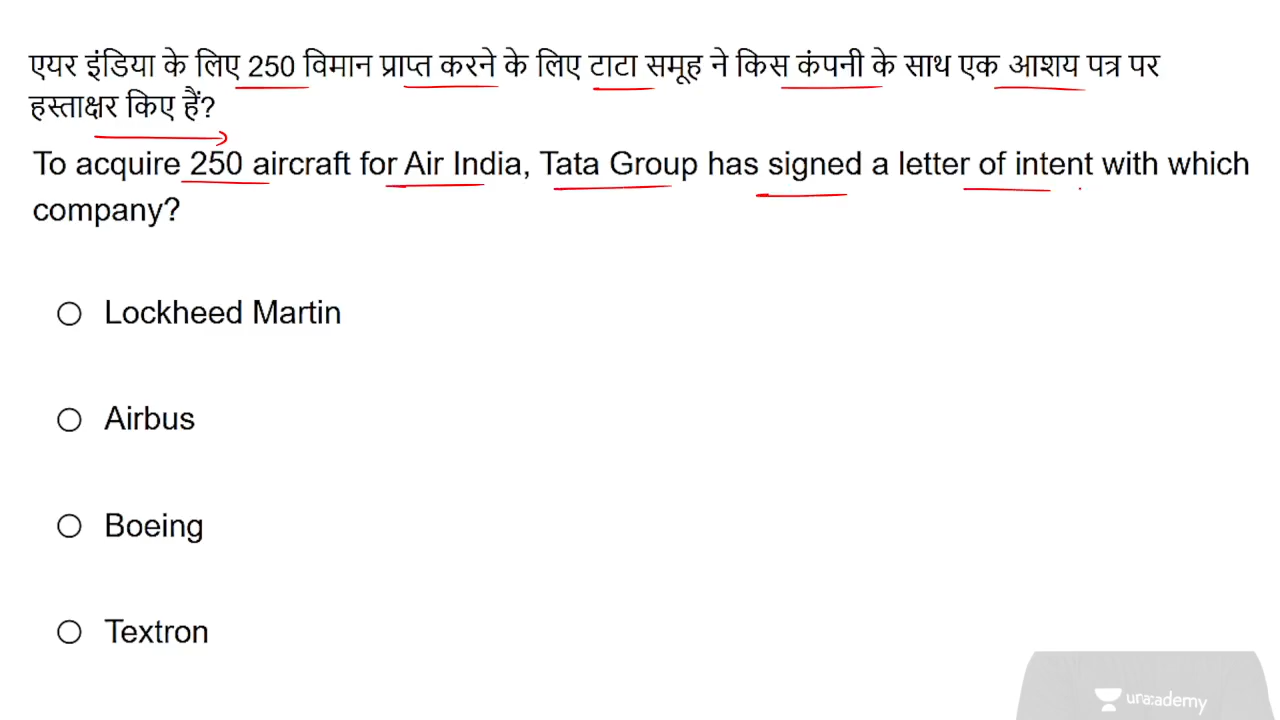 एयर इंडिया के लिए 250 विमान प्राप्त करने के लिए टाटा समूह ने किस कंपनी के साथ एक आशय पत्र पर
हस्ताक्षर किए हैं?
To acquire 250 aircraft for Air India, Tata Group has signed a letter of intent with which
company?
Lockheed Martin
Airbus
Boeing
Textron